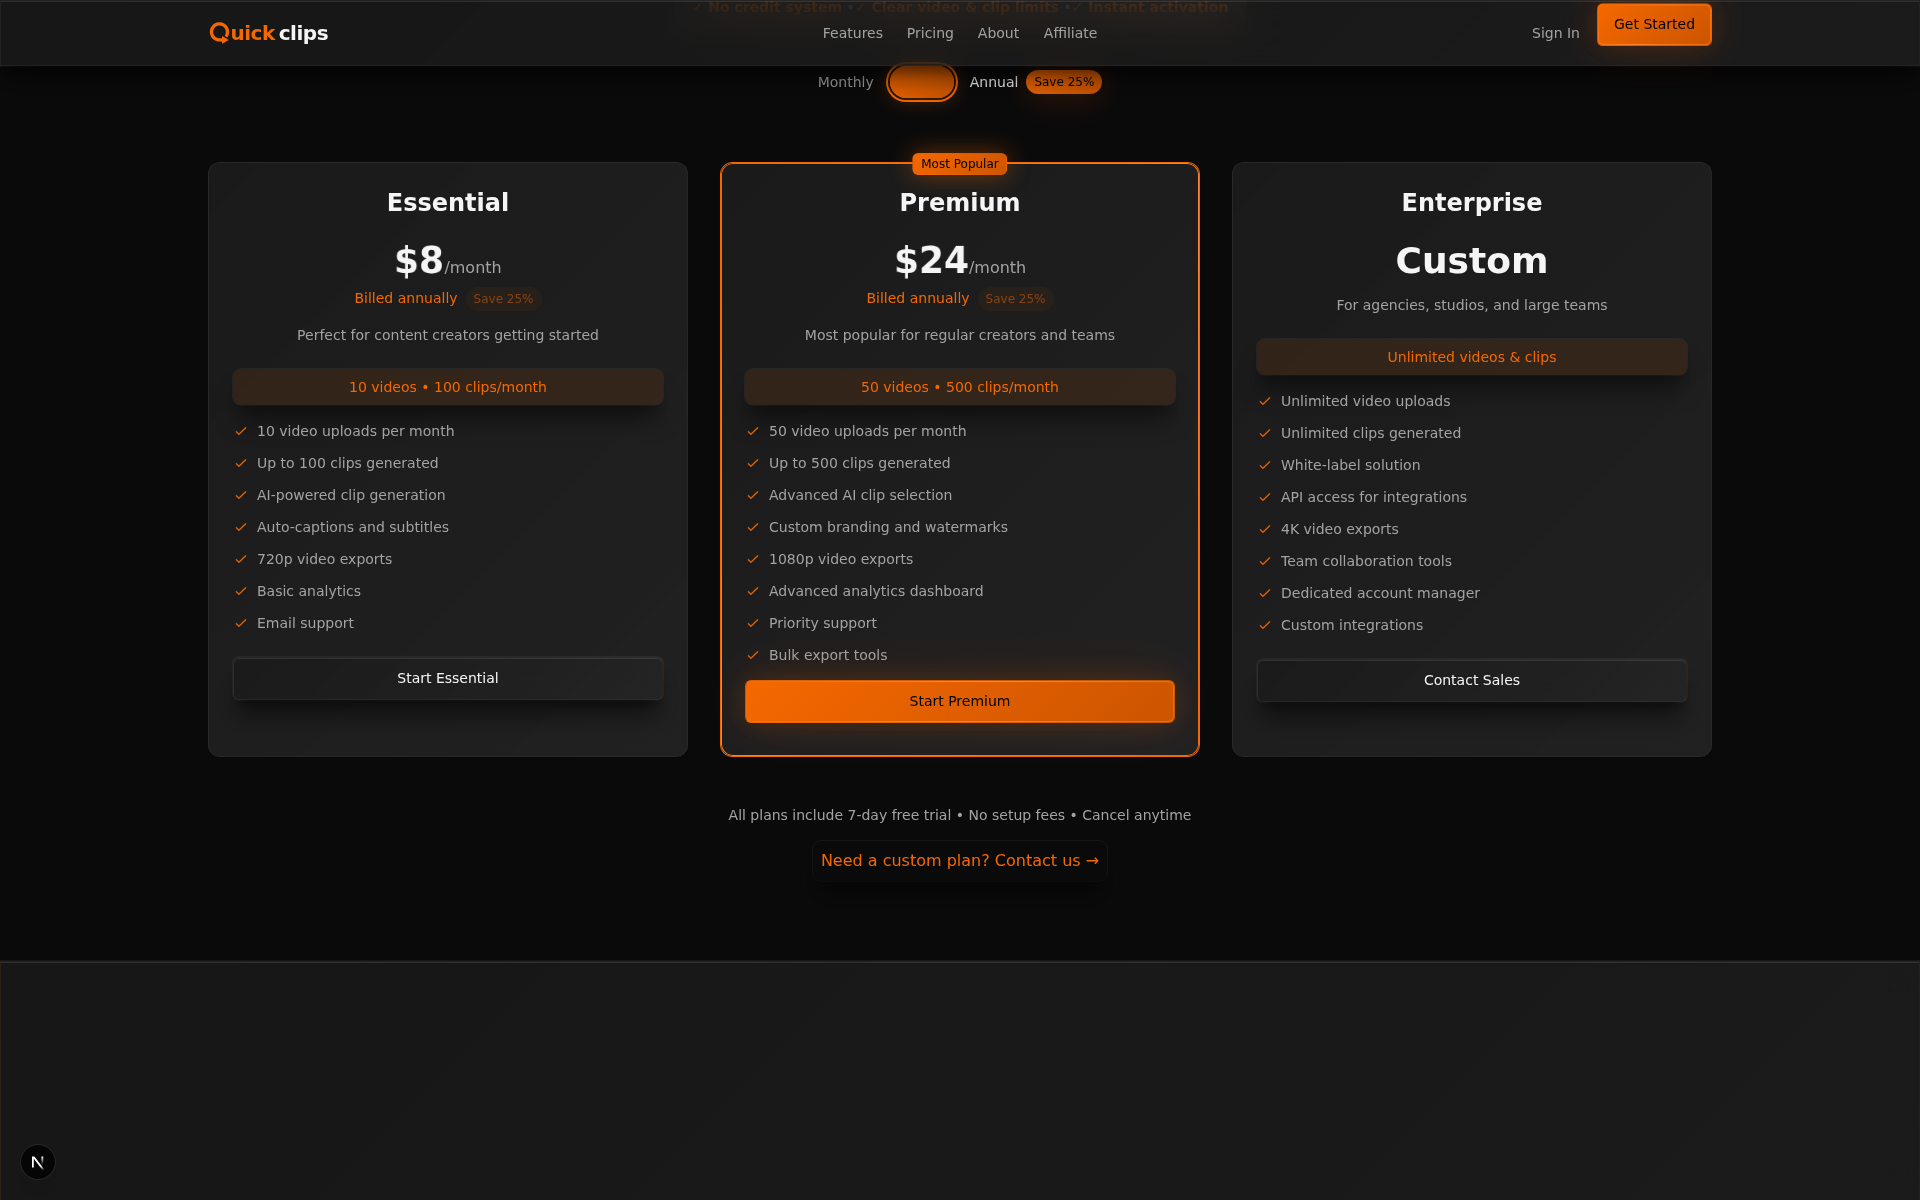 ✓ No credit system •✓ Clear video & clip limits •✓ Instant activation
Quick clips
Features
Pricing
About
Affiliate
Sign In
Get Started
Monthly
Annual
Save 25%
Essential
$8/month
Billed annually
Save 25%
Perfect for content creators getting started
10 videos • 100 clips/month
10 video uploads per month
Up to 100 clips generated
AI-powered clip generation
Auto-captions and subtitles
720p video exports
Basic analytics
Email support
Start Essential
Most Popular
Premium
$24/month
Billed annually
Save 25%
Most popular for regular creators and teams
50 videos • 500 clips/month
50 video uploads per month
Up to 500 clips generated
Advanced AI clip selection
Custom branding and watermarks
1080p video exports
Advanced analytics dashboard
Priority support
Bulk export tools
Start Premium
Enterprise
Custom
For agencies, studios, and large teams
Unlimited videos & clips
Unlimited video uploads
Unlimited clips generated
White-label solution
API access for integrations
4K video exports
Team collaboration tools
Dedicated account manager
Custom integrations
Contact Sales
All plans include 7-day free trial • No setup fees • Cancel anytime
Need a custom plan? Contact us →
N